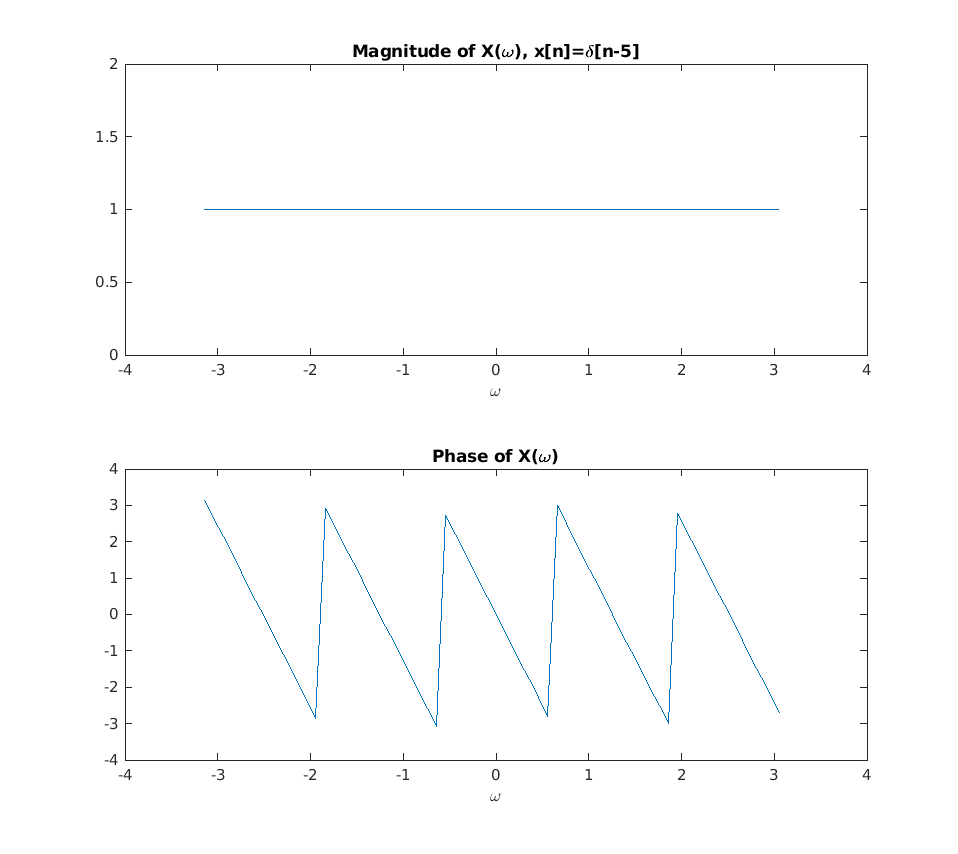 Magnitude of X(ω), x[n]=δ[n-5]
2
1.5
1
0.5
0
-4 -3 -2 -1 0 1 2 3 4
ω
Phase of X(ω)
4
3
2
1
0
-1
-2
-3
-4
-4 -3 -2 -1 0 1 2 3 4
ω